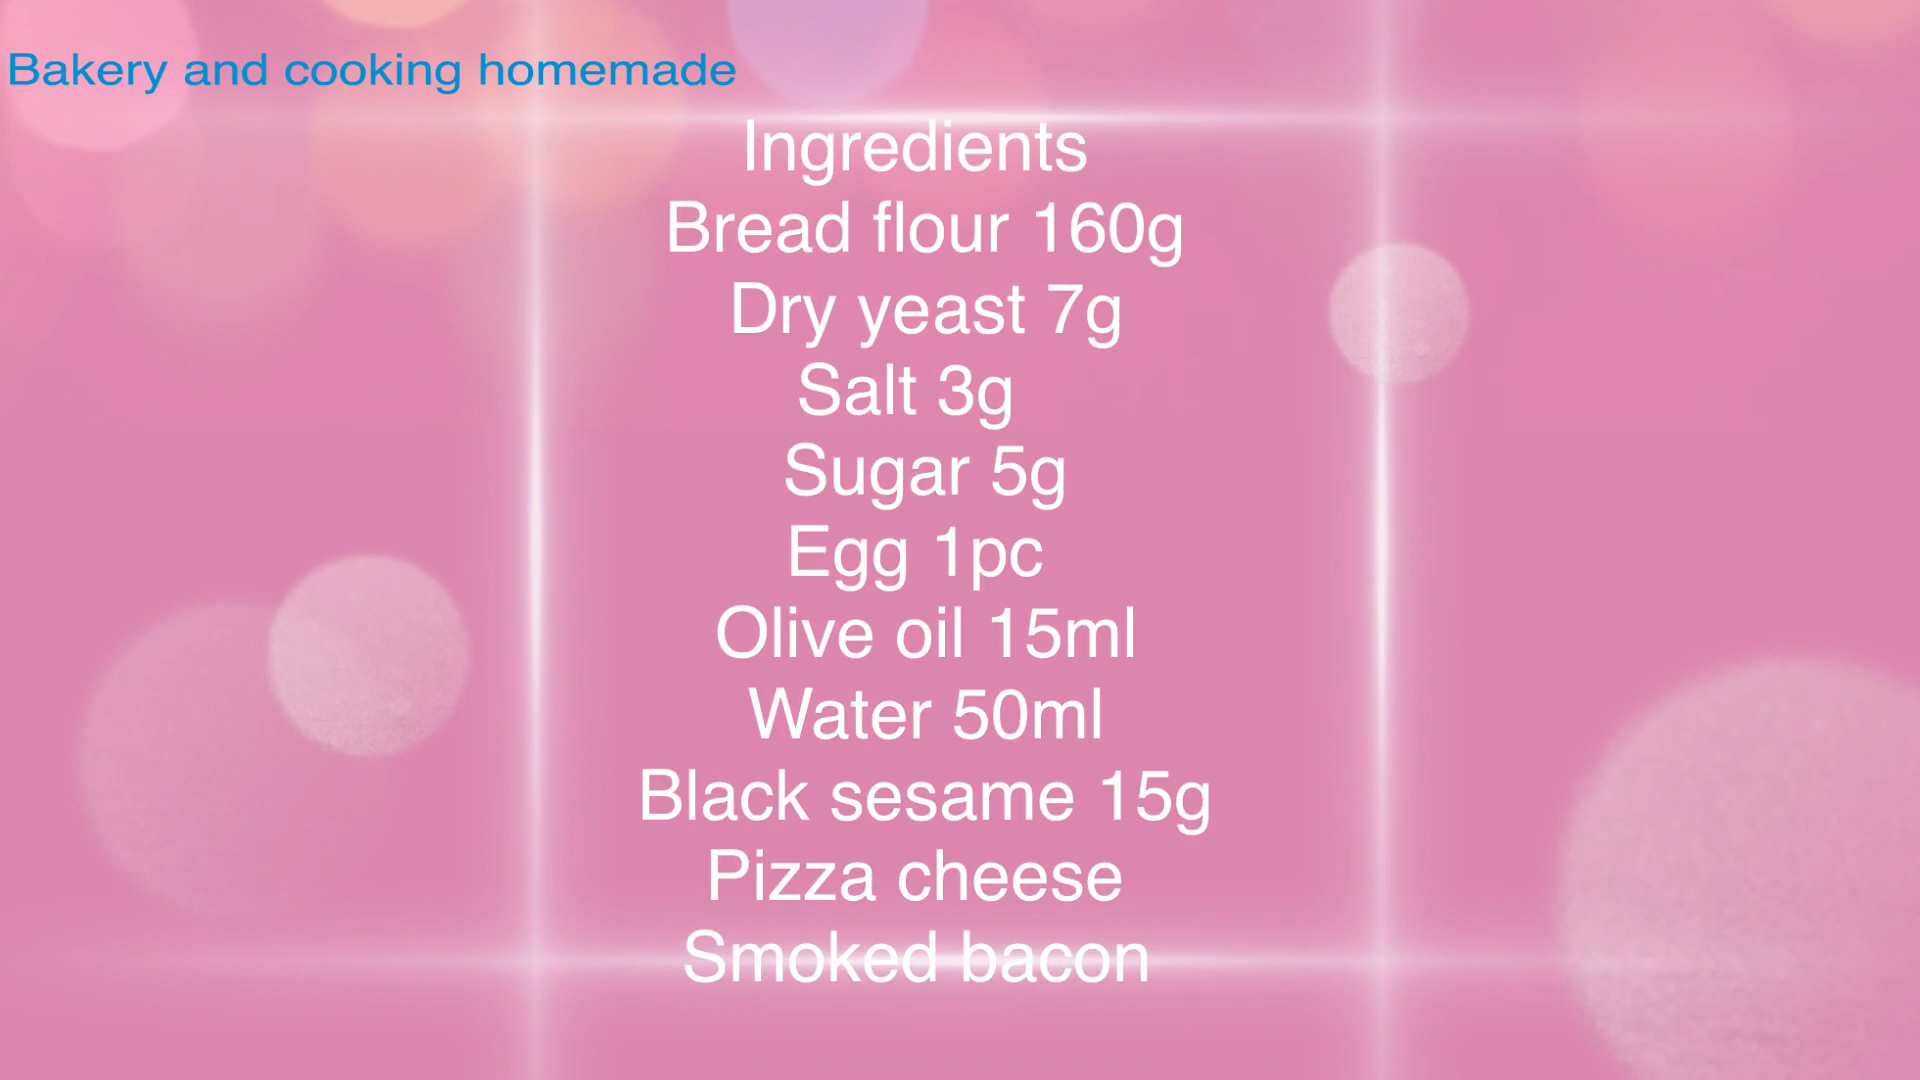 Bakery and cooking homemade
Ingredients
Bread flour 160g
Dry yeast 7g
Salt 3g
Sugar 5g
Egg 1pc
Olive oil 15ml
Water 50ml
Black sesame 15g
Pizza cheese
Smoked bacon